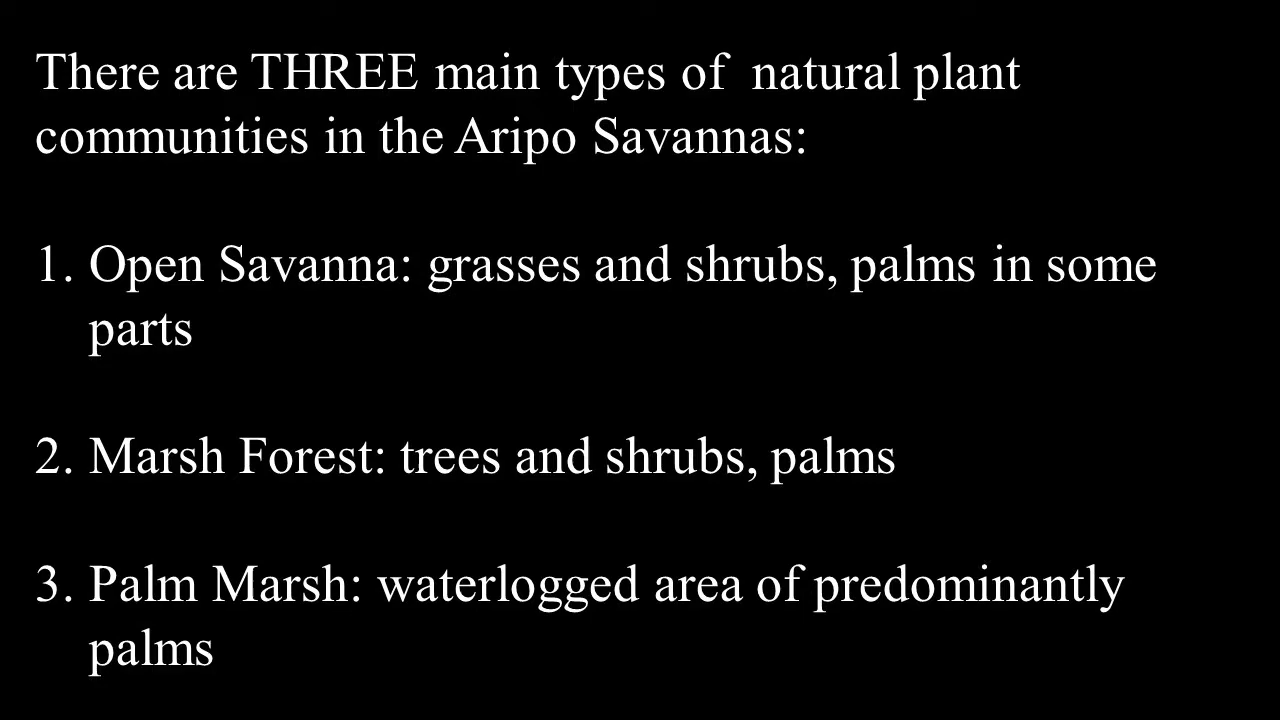 There are THREE main types of  natural plant
communities in the Aripo Savannas:
1. Open Savanna: grasses and shrubs, palms in some
parts
2. Marsh Forest: trees and shrubs, palms
3. Palm Marsh: waterlogged area of predominantly
palms